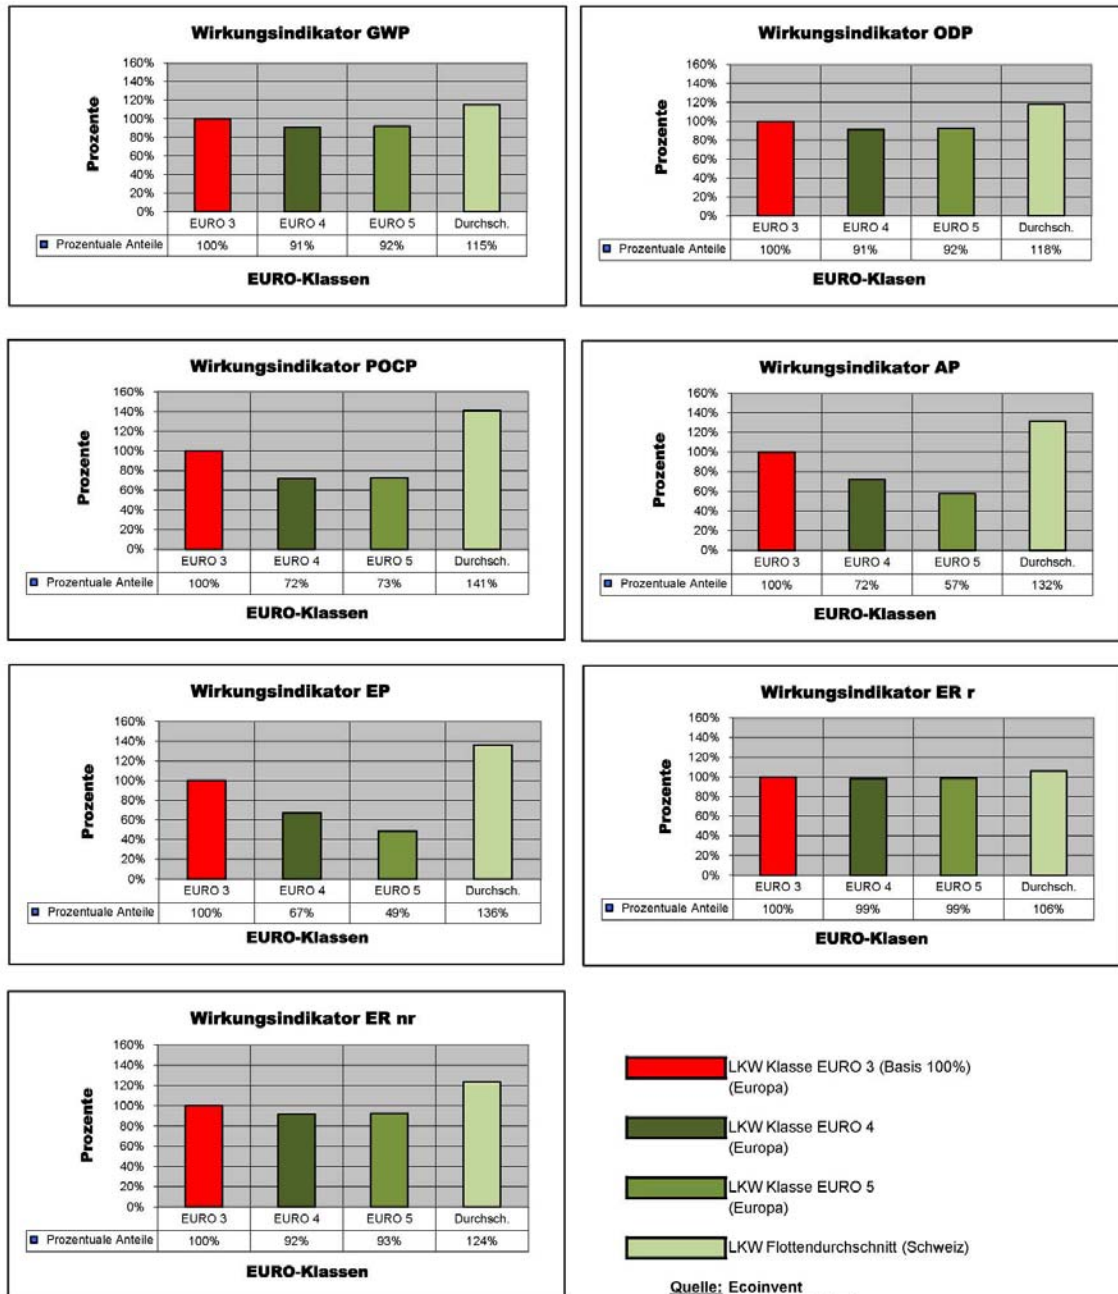 Wirkungsindikator GWP
Prozente
160%
140%
120%
100%
80%
60%
40%
20%
0%
EURO 3 EURO 4 EURO 5 Durchsch.
Prozentuale Anteile 100% 91% 92% 115%
EURO-Klassen
Wirkungsindikator ODP
Prozente
160%
140%
120%
100%
80%
60%
40%
20%
0%
EURO 3 EURO 4 EURO 5 Durchsch.
Prozentuale Anteile 100% 91% 92% 118%
EURO-Klasen
Wirkungsindikator POCP
Prozente
160%
140%
120%
100%
80%
60%
40%
20%
0%
EURO 3 EURO 4 EURO 5 Durchsch.
Prozentuale Anteile 100% 72% 73% 141%
EURO-Klassen
Wirkungsindikator AP
Prozente
160%
140%
120%
100%
80%
60%
40%
20%
0%
EURO 3 EURO 4 EURO 5 Durchsch.
Prozentuale Anteile 100% 72% 57% 132%
EURO-Klassen
Wirkungsindikator EP
Prozente
160%
140%
120%
100%
80%
60%
40%
20%
0%
EURO 3 EURO 4 EURO 5 Durchsch.
Prozentuale Anteile 100% 67% 49% 136%
EURO-Klassen
Wirkungsindikator ER r
Prozente
160%
140%
120%
100%
80%
60%
40%
20%
0%
EURO 3 EURO 4 EURO 5 Durchsch.
Prozentuale Anteile 100% 99% 99% 106%
EURO-Klasen
Wirkungsindikator ER nr
Prozente
160%
140%
120%
100%
80%
60%
40%
20%
0%
EURO 3 EURO 4 EURO 5 Durchsch.
Prozentuale Anteile 100% 92% 93% 124%
EURO-Klassen
LKW Klasse EURO 3 (Basis 100%)
(Europa)
LKW Klasse EURO 4
(Europa)
LKW Klasse EURO 5
(Europa)
LKW Flottendurchschnitt (Schweiz)
Quelle: Ecoinvent